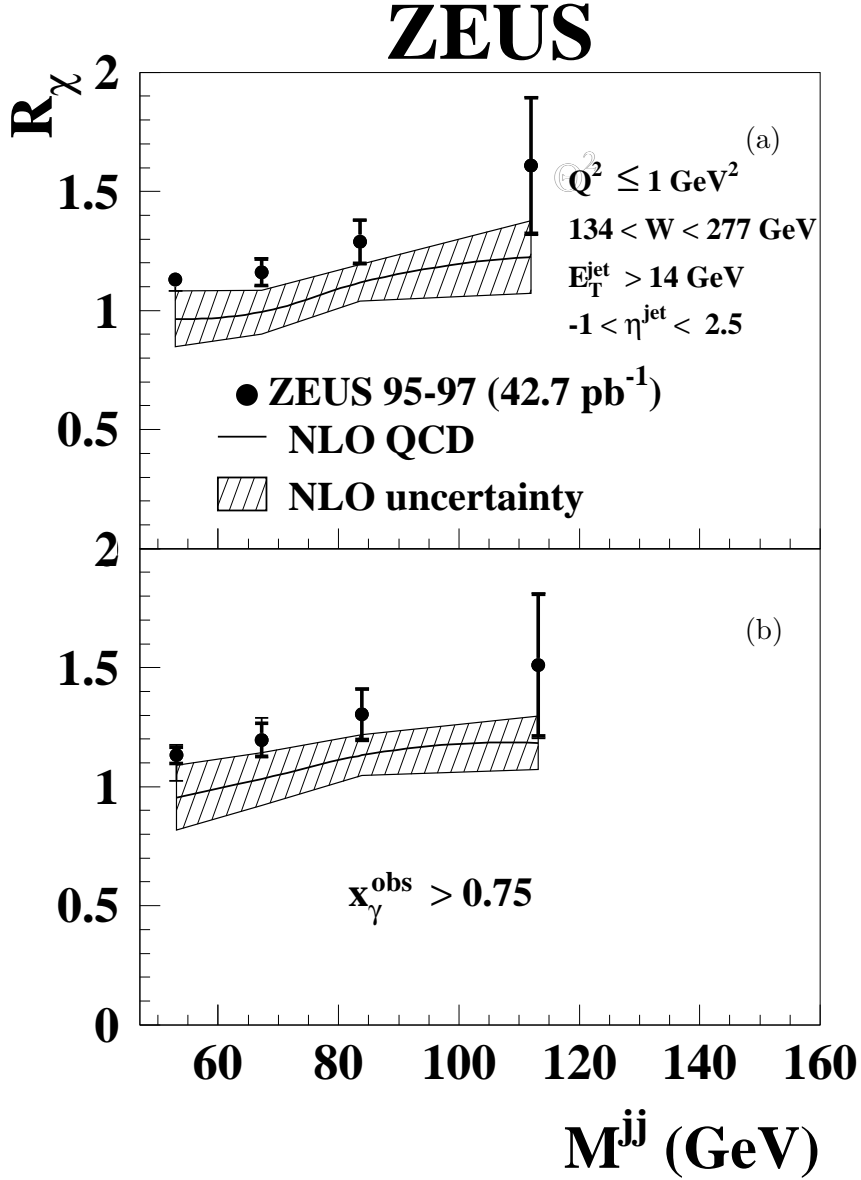 ZEUS
R_χ
2
(a)
1.5
Q² ≤ 1 GeV²
134 < W < 277 GeV
E_T^jet > 14 GeV
-1 < η^jet < 2.5
1
ZEUS 95-97 (42.7 pb⁻¹)
0.5
NLO QCD
NLO uncertainty
0
2
(b)
1.5
1
x_γ^obs > 0.75
0.5
0
60 80 100 120 140 160
M^jj (GeV)